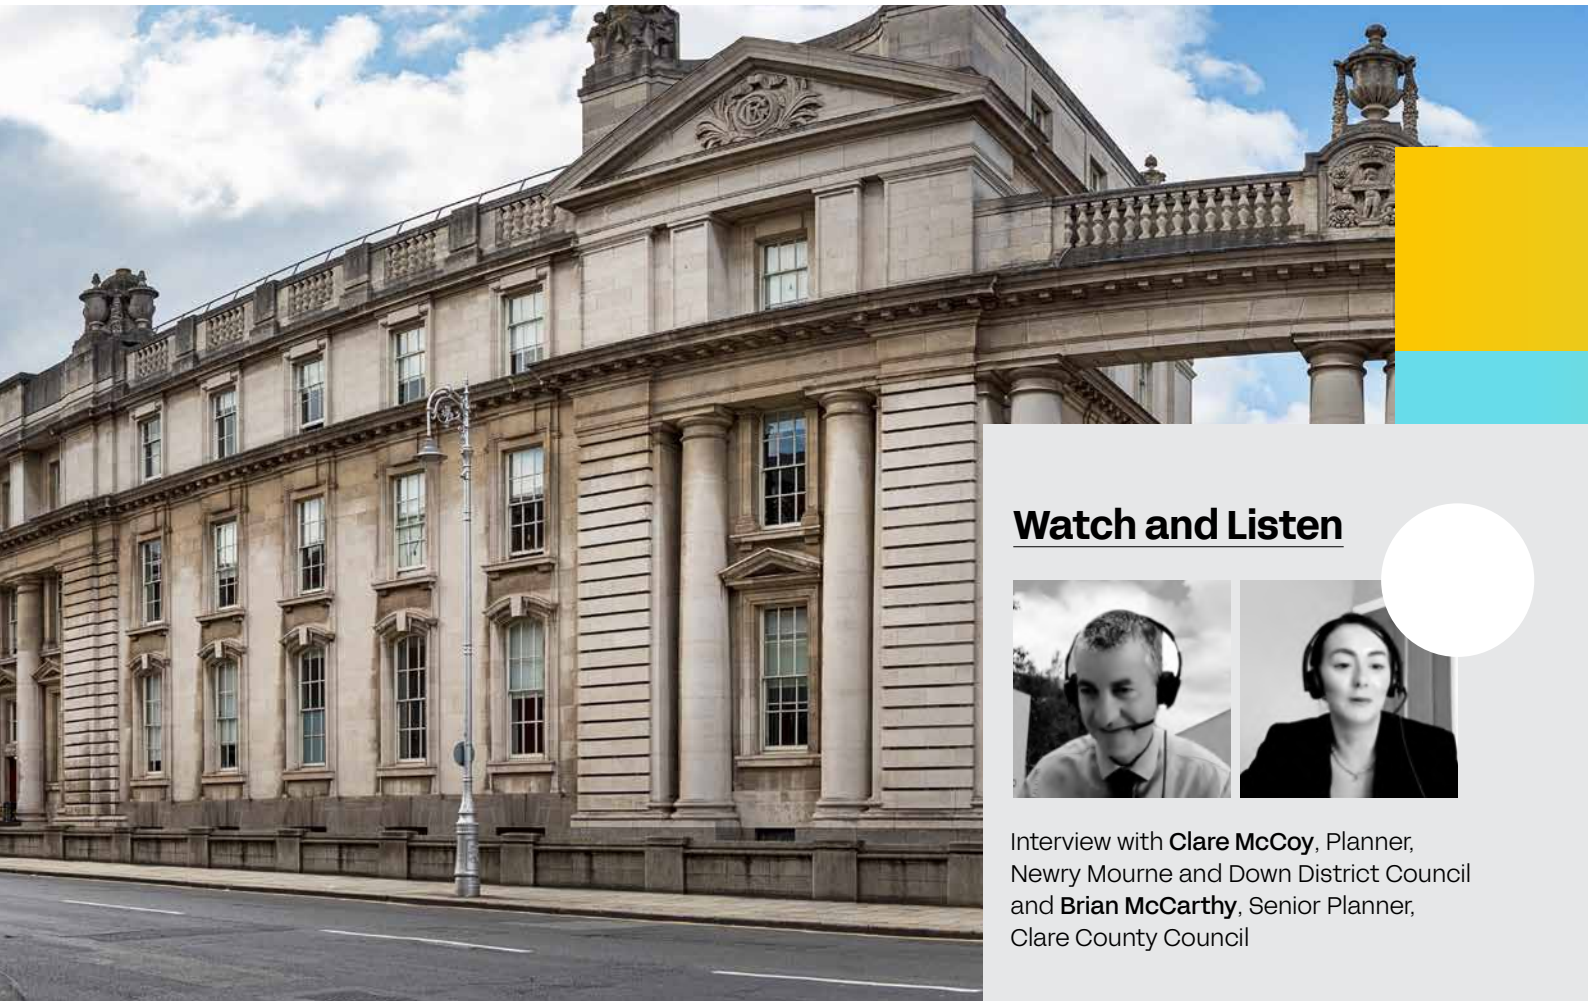 Watch and Listen
Interview with Clare McCoy, Planner,
Newry Mourne and Down District Council
and Brian McCarthy, Senior Planner,
Clare County Council